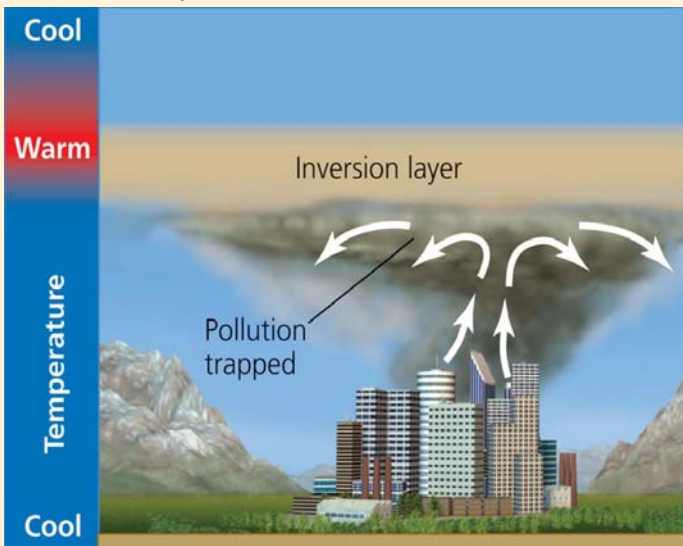 Cool
Warm
Temperature
Cool
Inversion layer
Pollution
trapped